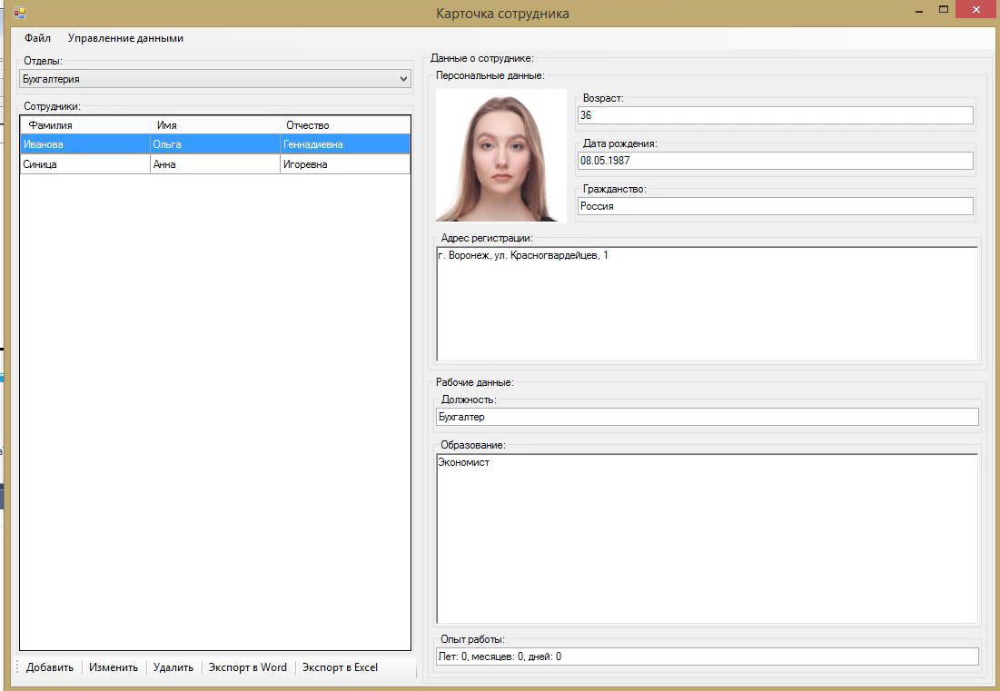 Карточка сотрудника
Файл Управленние данными
Отделы:
Бухгалтерия
Сотрудники:
Фамилия Имя Отчество
Иванова Ольга Геннадиевна
Синица Анна Игоревна
Добавить Изменить Удалить Экспорт в Word Экспорт в Excel
Данные о сотруднике:
Персональные данные:
Возраст:
36
Дата рождения:
08.05.1987
Гражданство:
Россия
Адрес регистрации:
г. Воронеж, ул. Красногвардейцев, 1
Рабочие данные:
Должность:
Бухгалтер
Образование:
Экономист
Опыт работы:
Лет: 0, месяцев: 0, дней: 0